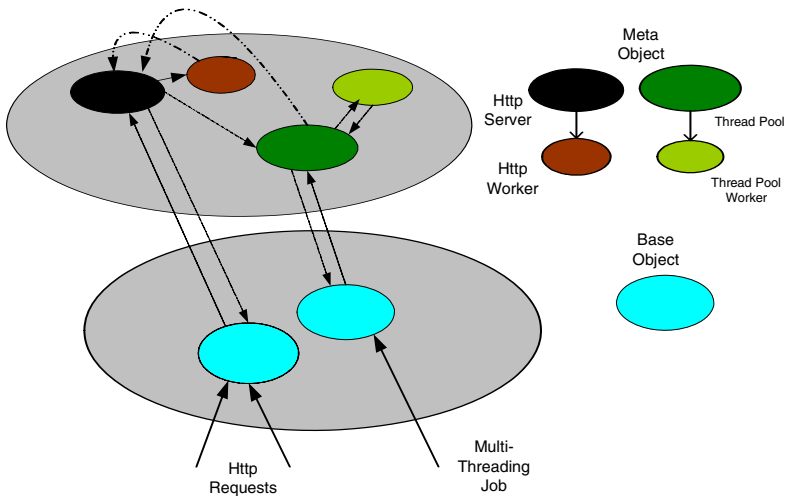 Meta
Object
Http
Server
Thread Pool
Http
Worker
Thread Pool
Worker
Base
Object
Http
Requests
Multi-
Threading
Job